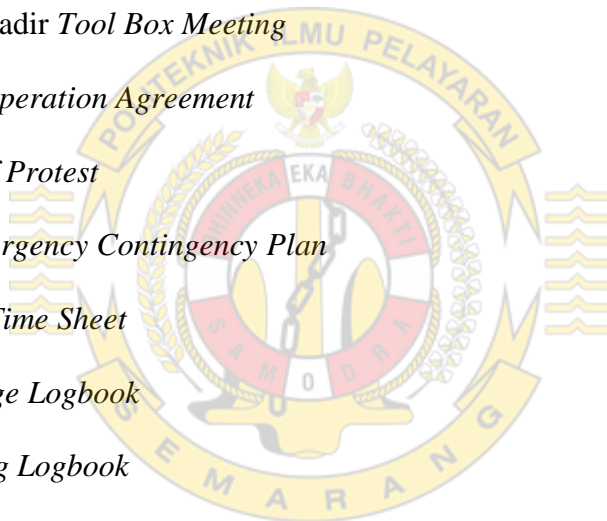 adir Tool Box Meeting
peration Agreement
f Protest
rgency Contingency Plan
Time Sheet
ge Logbook
g Logbook
POLITEKNIK ILMU PELAYARAN
BHINNEKA EKA BHAKTI
SAMODRA
SEMARANG